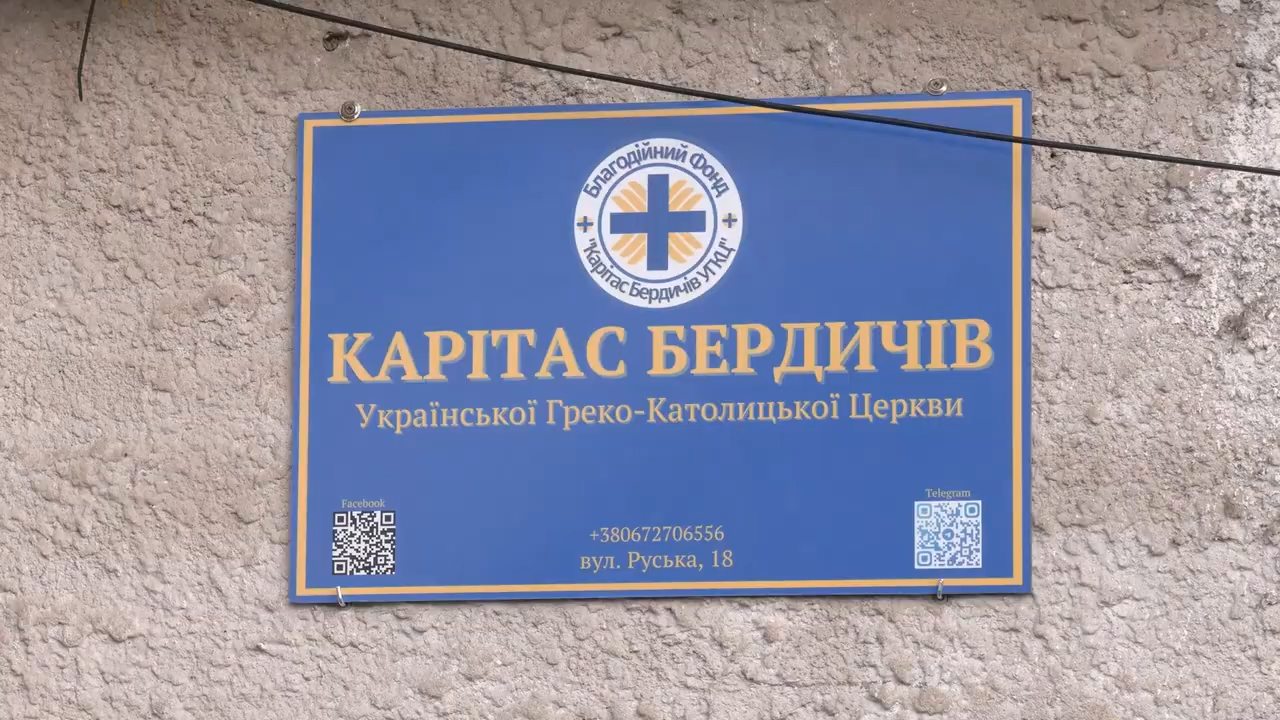 Благодійний Фонд
"Карітас Бердичів УГКЦ"
КАРІТАС БЕРДИЧІВ
Української Греко-Католицької Церкви
Facebook
Telegram
+380672706556
вул. Руська, 18